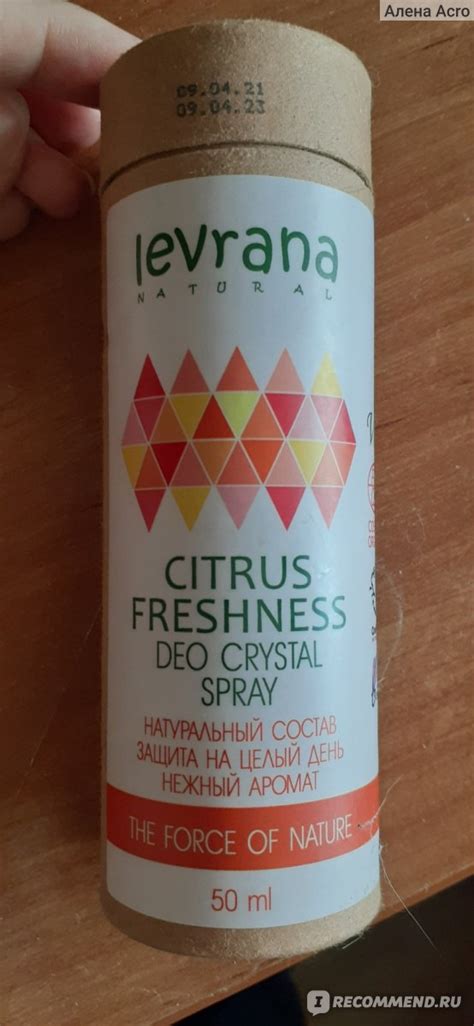 Алена Acro
09.04.21
09.04.23
levrana
NATURAL
CITRUS
FRESHNESS
DEO CRYSTAL
SPRAY
НАТУРАЛЬНЫЙ СОСТАВ
ЗАЩИТА НА ЦЕЛЫЙ ДЕНЬ
НЕЖНЫЙ АРОМАТ
THE FORCE OF NATURE
50 ml
IRECOMMEND.RU